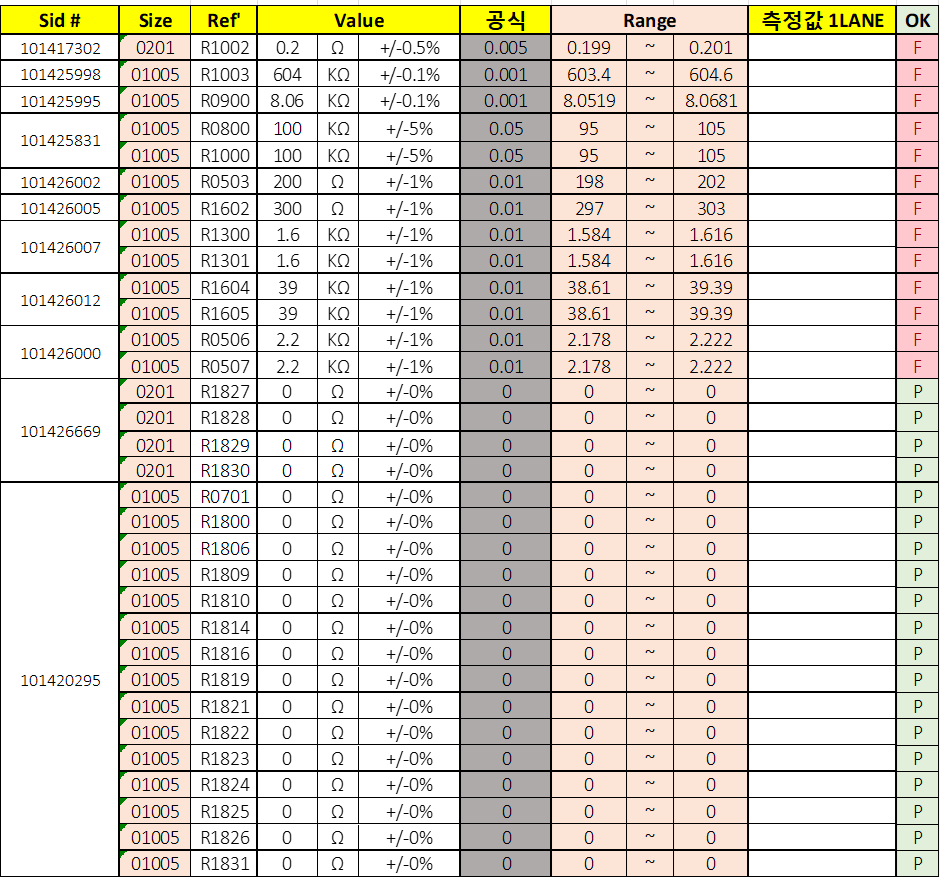 Sid # Size Ref' Value 공식 Range 측정값 1LANE OK
101417302 0201 R1002 0.2 Ω +/-0.5% 0.005 0.199 ~ 0.201 F
101425998 01005 R1003 604 KΩ +/-0.1% 0.001 603.4 ~ 604.6 F
101425995 01005 R0900 8.06 KΩ +/-0.1% 0.001 8.0519 ~ 8.0681 F
101425831 01005 R0800 100 KΩ +/-5% 0.05 95 ~ 105 F
01005 R1000 100 KΩ +/-5% 0.05 95 ~ 105 F
101426002 01005 R0503 200 Ω +/-1% 0.01 198 ~ 202 F
101426005 01005 R1602 300 Ω +/-1% 0.01 297 ~ 303 F
101426007 01005 R1300 1.6 KΩ +/-1% 0.01 1.584 ~ 1.616 F
01005 R1301 1.6 KΩ +/-1% 0.01 1.584 ~ 1.616 F
101426012 01005 R1604 39 KΩ +/-1% 0.01 38.61 ~ 39.39 F
01005 R1605 39 KΩ +/-1% 0.01 38.61 ~ 39.39 F
101426000 01005 R0506 2.2 KΩ +/-1% 0.01 2.178 ~ 2.222 F
01005 R0507 2.2 KΩ +/-1% 0.01 2.178 ~ 2.222 F
101426669 0201 R1827 0 Ω +/-0% 0 0 ~ 0 P
0201 R1828 0 Ω +/-0% 0 0 ~ 0 P
0201 R1829 0 Ω +/-0% 0 0 ~ 0 P
0201 R1830 0 Ω +/-0% 0 0 ~ 0 P
101420295 01005 R0701 0 Ω +/-0% 0 0 ~ 0 P
01005 R1800 0 Ω +/-0% 0 0 ~ 0 P
01005 R1806 0 Ω +/-0% 0 0 ~ 0 P
01005 R1809 0 Ω +/-0% 0 0 ~ 0 P
01005 R1810 0 Ω +/-0% 0 0 ~ 0 P
01005 R1814 0 Ω +/-0% 0 0 ~ 0 P
01005 R1816 0 Ω +/-0% 0 0 ~ 0 P
01005 R1819 0 Ω +/-0% 0 0 ~ 0 P
01005 R1821 0 Ω +/-0% 0 0 ~ 0 P
01005 R1822 0 Ω +/-0% 0 0 ~ 0 P
01005 R1823 0 Ω +/-0% 0 0 ~ 0 P
01005 R1824 0 Ω +/-0% 0 0 ~ 0 P
01005 R1825 0 Ω +/-0% 0 0 ~ 0 P
01005 R1826 0 Ω +/-0% 0 0 ~ 0 P
01005 R1831 0 Ω +/-0% 0 0 ~ 0 P